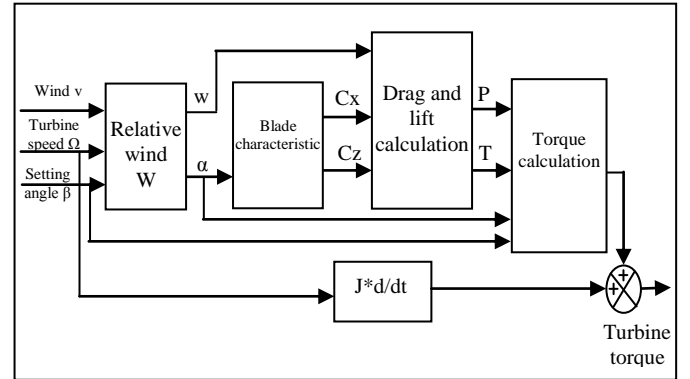 Wind v
Turbine
speed Ω
Setting
angle β
Relative
wind
W
w
α
Blade
characteristic
Cx
Cz
Drag and
lift
calculation
P
T
Torque
calculation
J*d/dt
+
+
Turbine
torque